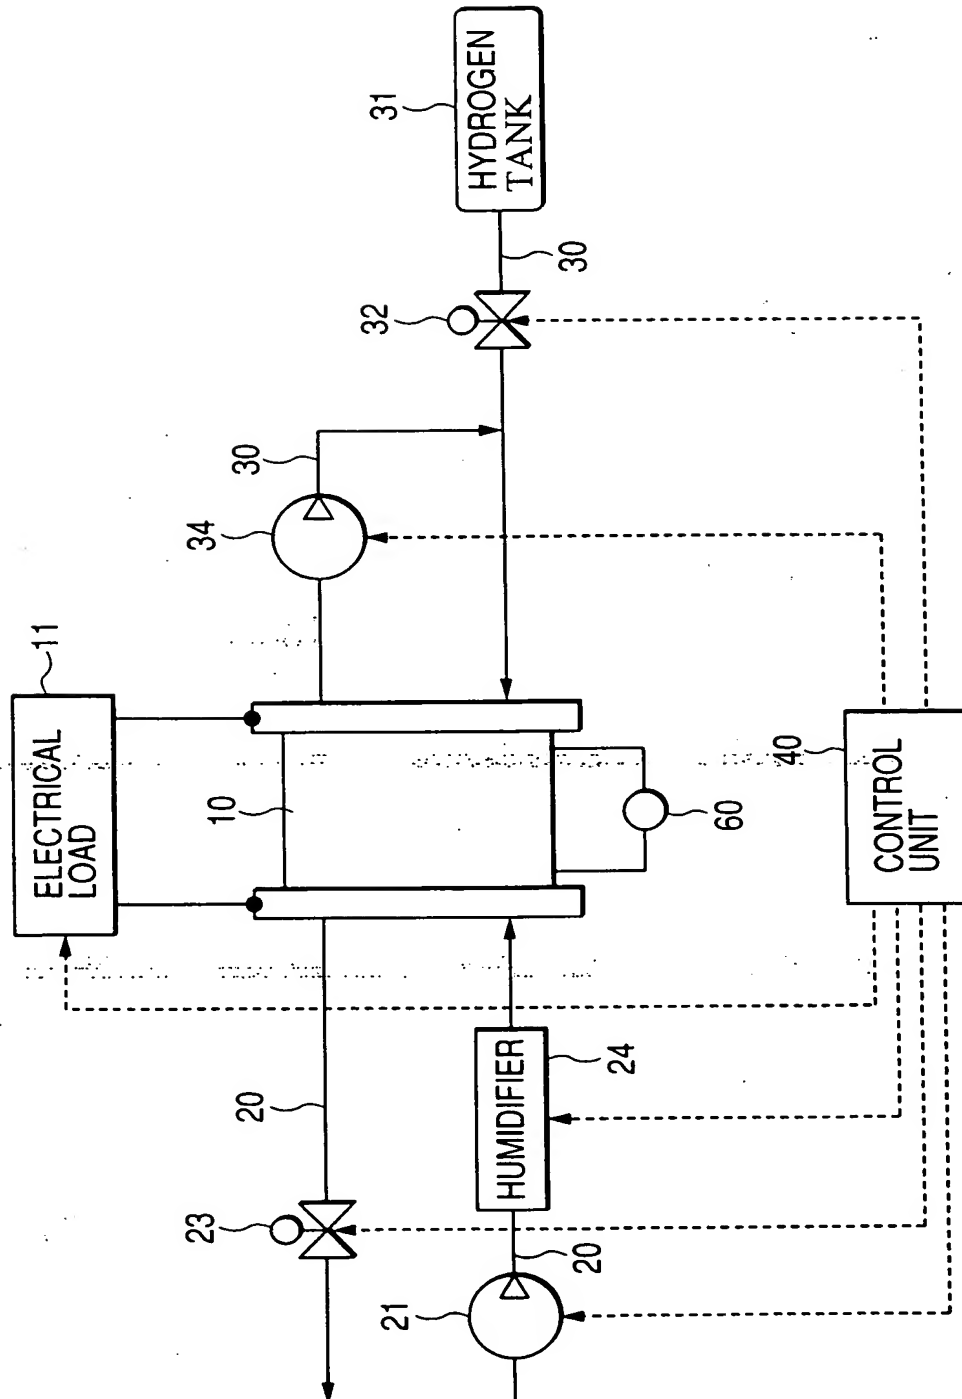 ELECTRICAL
LOAD
11
10
60
34
30
32
30
31
HYDROGEN
TANK
20
23
21
20
HUMIDIFIER
24
40
CONTROL
UNIT